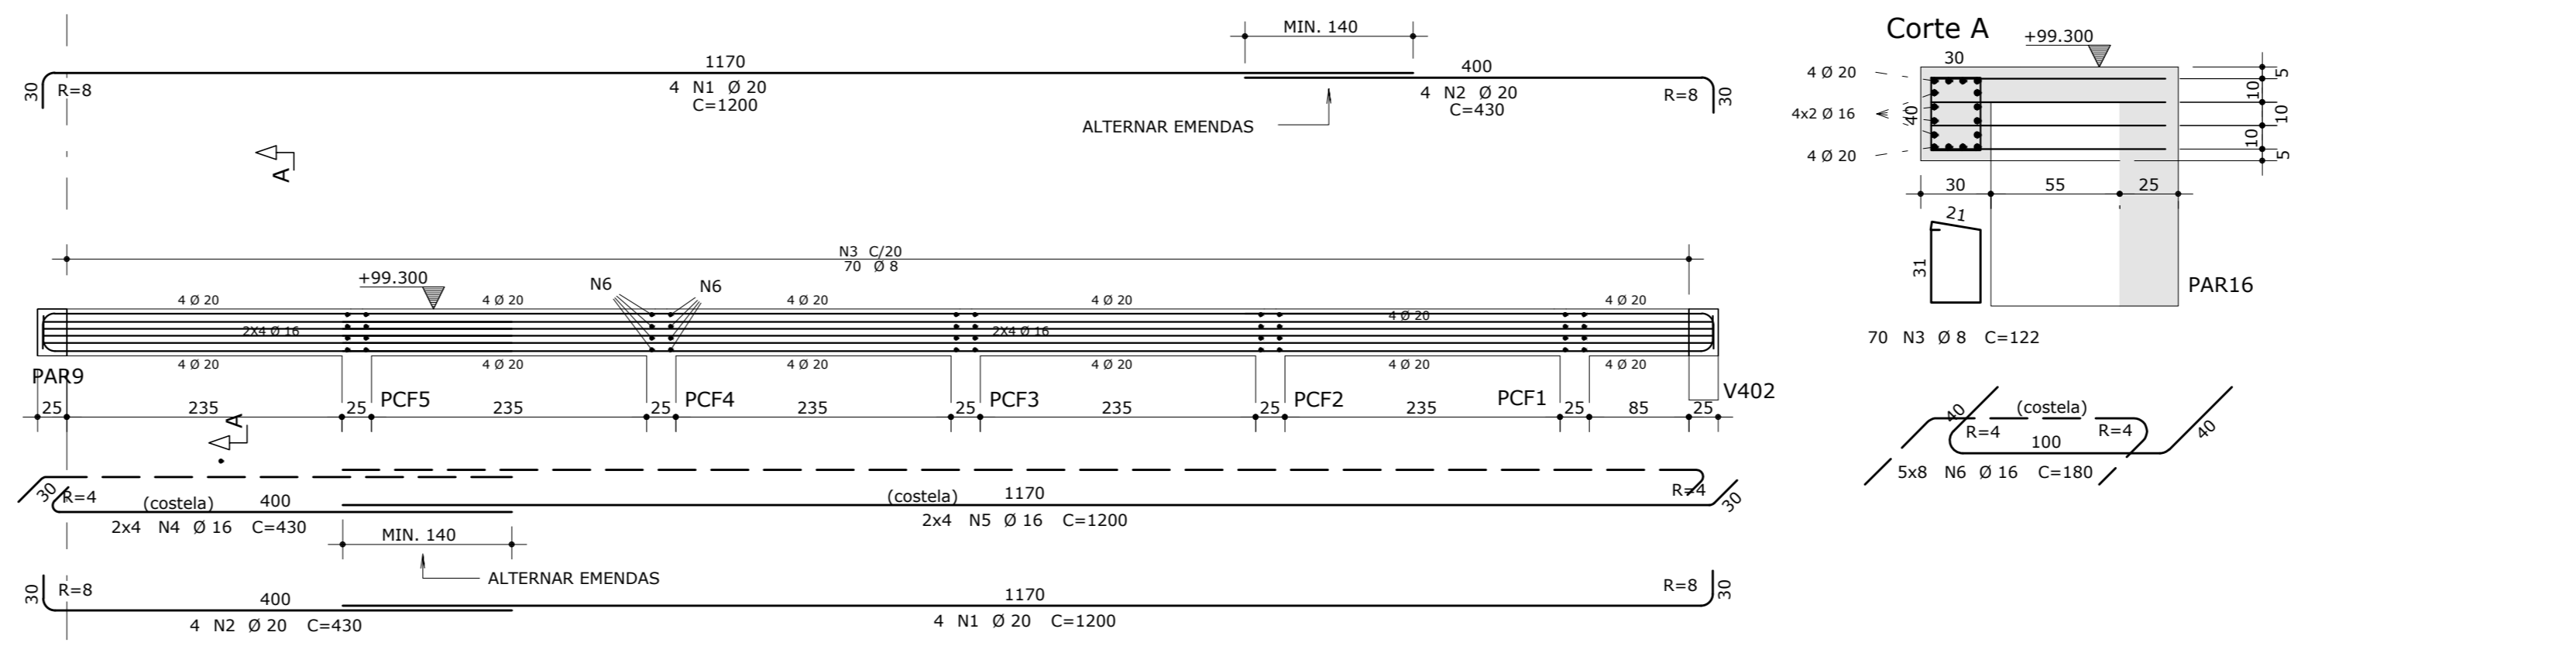 MIN. 140
1170
400
30
R=8
4 N1 Ø 20
C=1200
4 N2 Ø 20
C=430
R=8
30
ALTERNAR EMENDAS
A
N3 C/20
70 Ø 8
+99.300
N6
N6
4 Ø 20
4 Ø 20
4 Ø 20
4 Ø 20
4 Ø 20
4 Ø 20
2X4 Ø 16
2X4 Ø 16
4 Ø 20
4 Ø 20
4 Ø 20
4 Ø 20
4 Ø 20
4 Ø 20
PAR9
PCF5
PCF4
PCF3
PCF2
PCF1
V402
25
235
25
235
25
235
25
235
25
235
25
85
25
A
30
R=4
(costela)
400
(costela)
1170
R=4
30
2x4 N4 Ø 16 C=430
2x4 N5 Ø 16 C=1200
MIN. 140
ALTERNAR EMENDAS
30
R=8
400
1170
R=8
30
4 N2 Ø 20 C=430
4 N1 Ø 20 C=1200
Corte A
+99.300
30
4 Ø 20
4x2 Ø 16
40
4 Ø 20
5
10
10
10
5
30
55
25
21
31
PAR16
70 N3 Ø 8 C=122
40
(costela)
R=4
R=4
100
40
5x8 N6 Ø 16 C=180